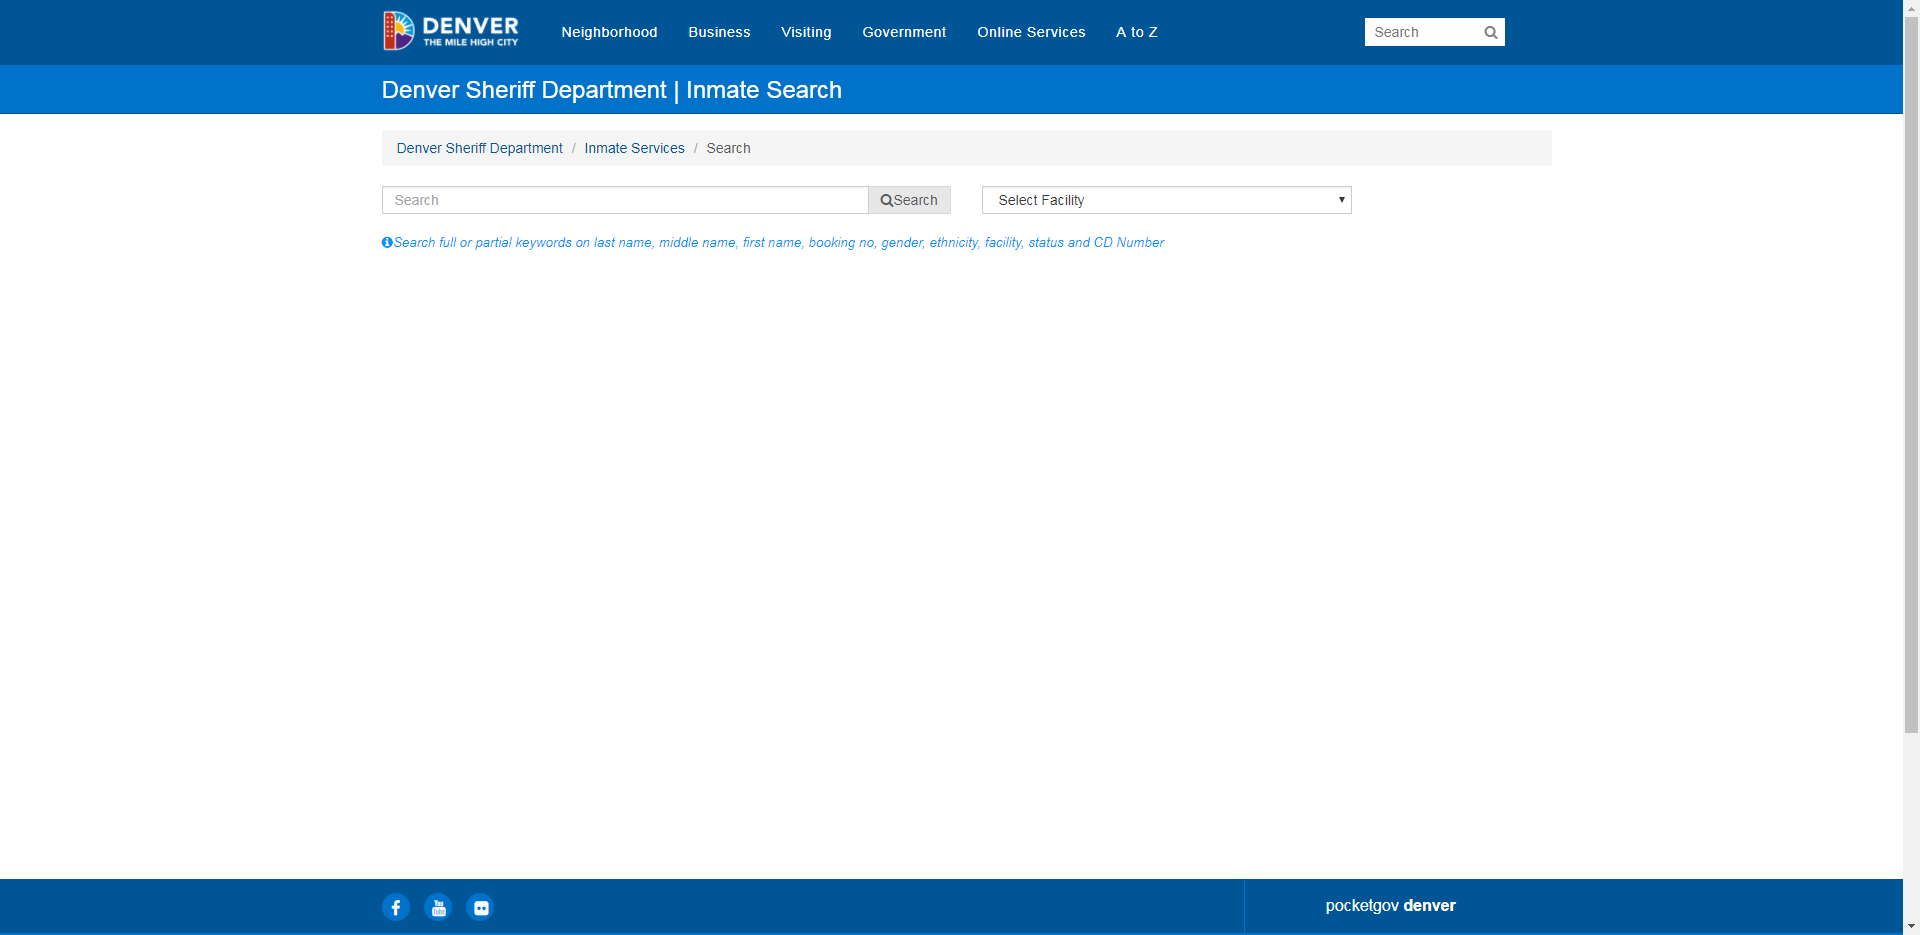 DENVER
THE MILE HIGH CITY
Neighborhood Business Visiting Government Online Services A to Z
Search
Denver Sheriff Department | Inmate Search
Denver Sheriff Department / Inmate Services / Search
Search
Search
Select Facility
Search full or partial keywords on last name, middle name, first name, booking no, gender, ethnicity, facility, status and CD Number
You
Tube
pocketgov denver